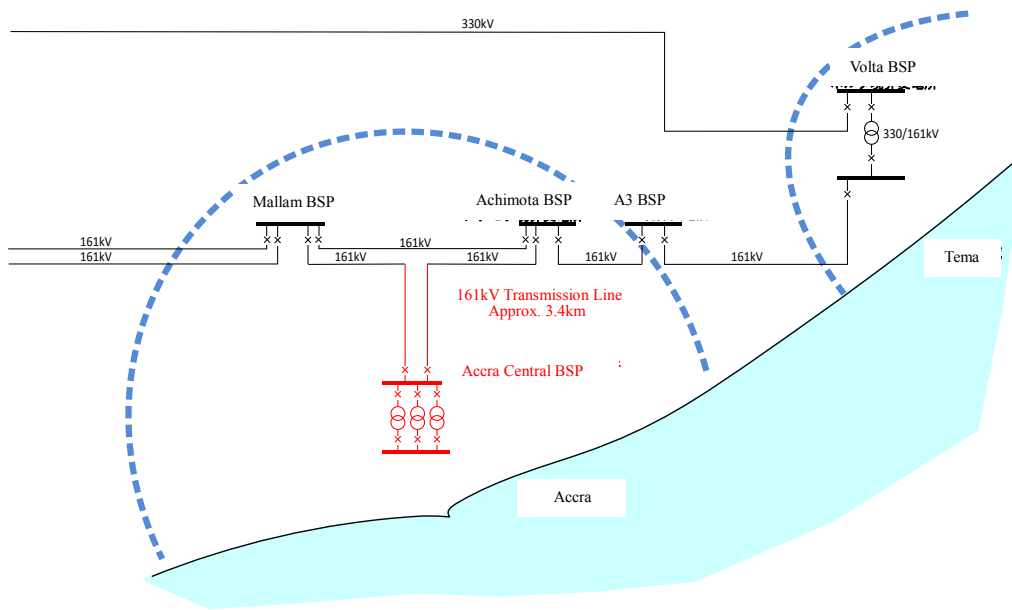 330kV
Volta BSP
330/161kV
Mallam BSP
Achimota BSP
A3 BSP
161kV
161kV
161kV
161kV
161kV
161kV
161kV
Tema
161kV Transmission Line
Approx. 3.4km
Accra Central BSP
Accra